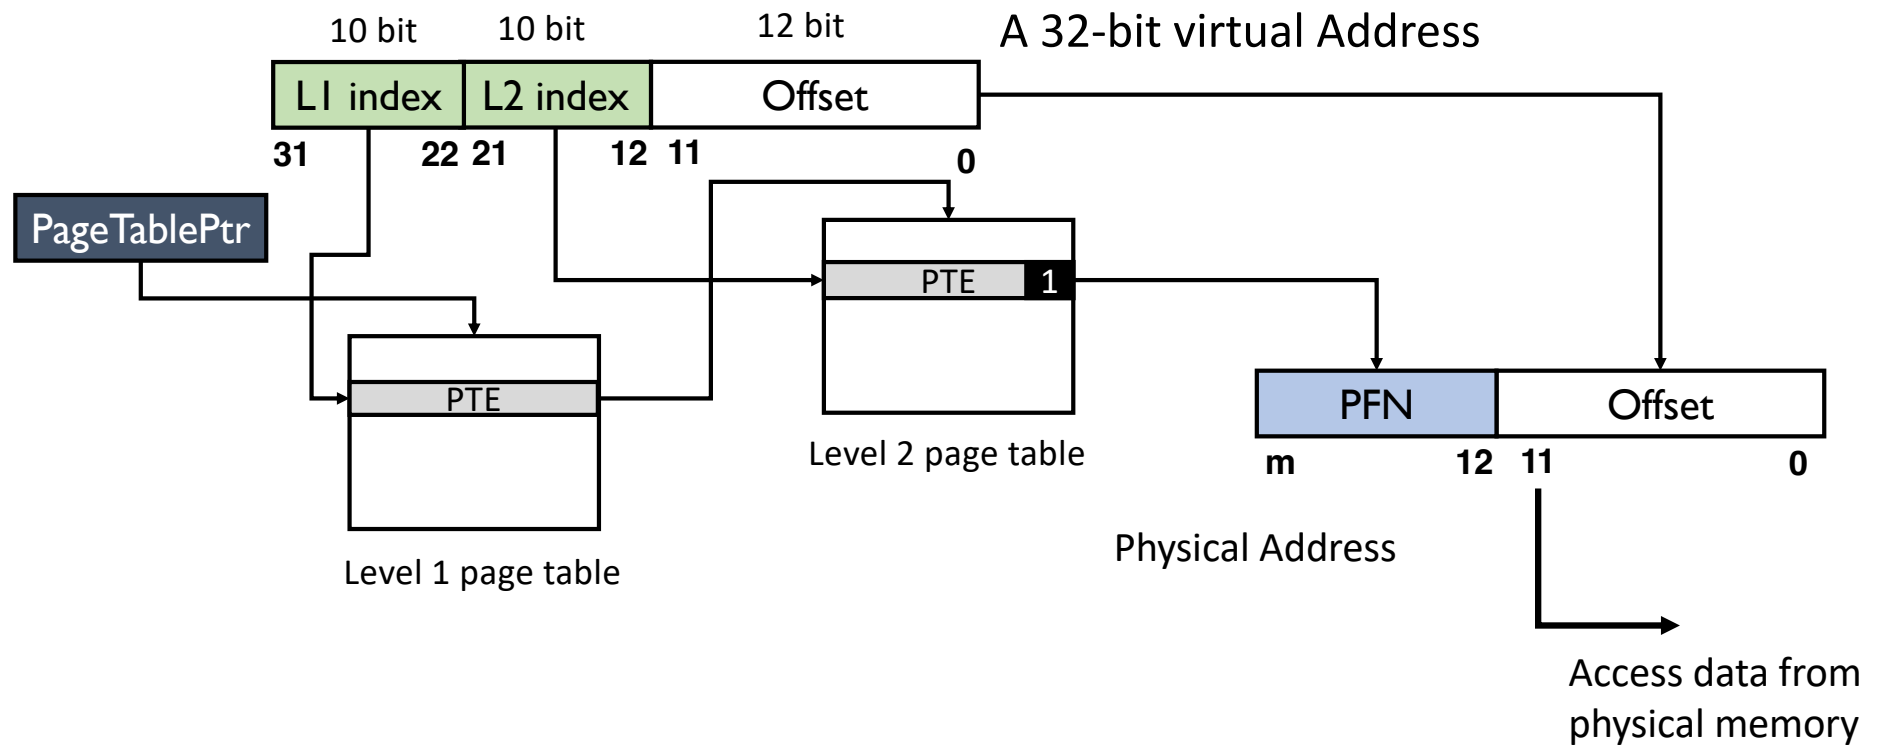 10 bit
10 bit
12 bit
A 32-bit virtual Address
L1 index
L2 index
Offset
31
22
21
12
11
0
PageTablePtr
PTE
1
PTE
Level 2 page table
Level 1 page table
PFN
Offset
m
12
11
0
Physical Address
Access data from
physical memory